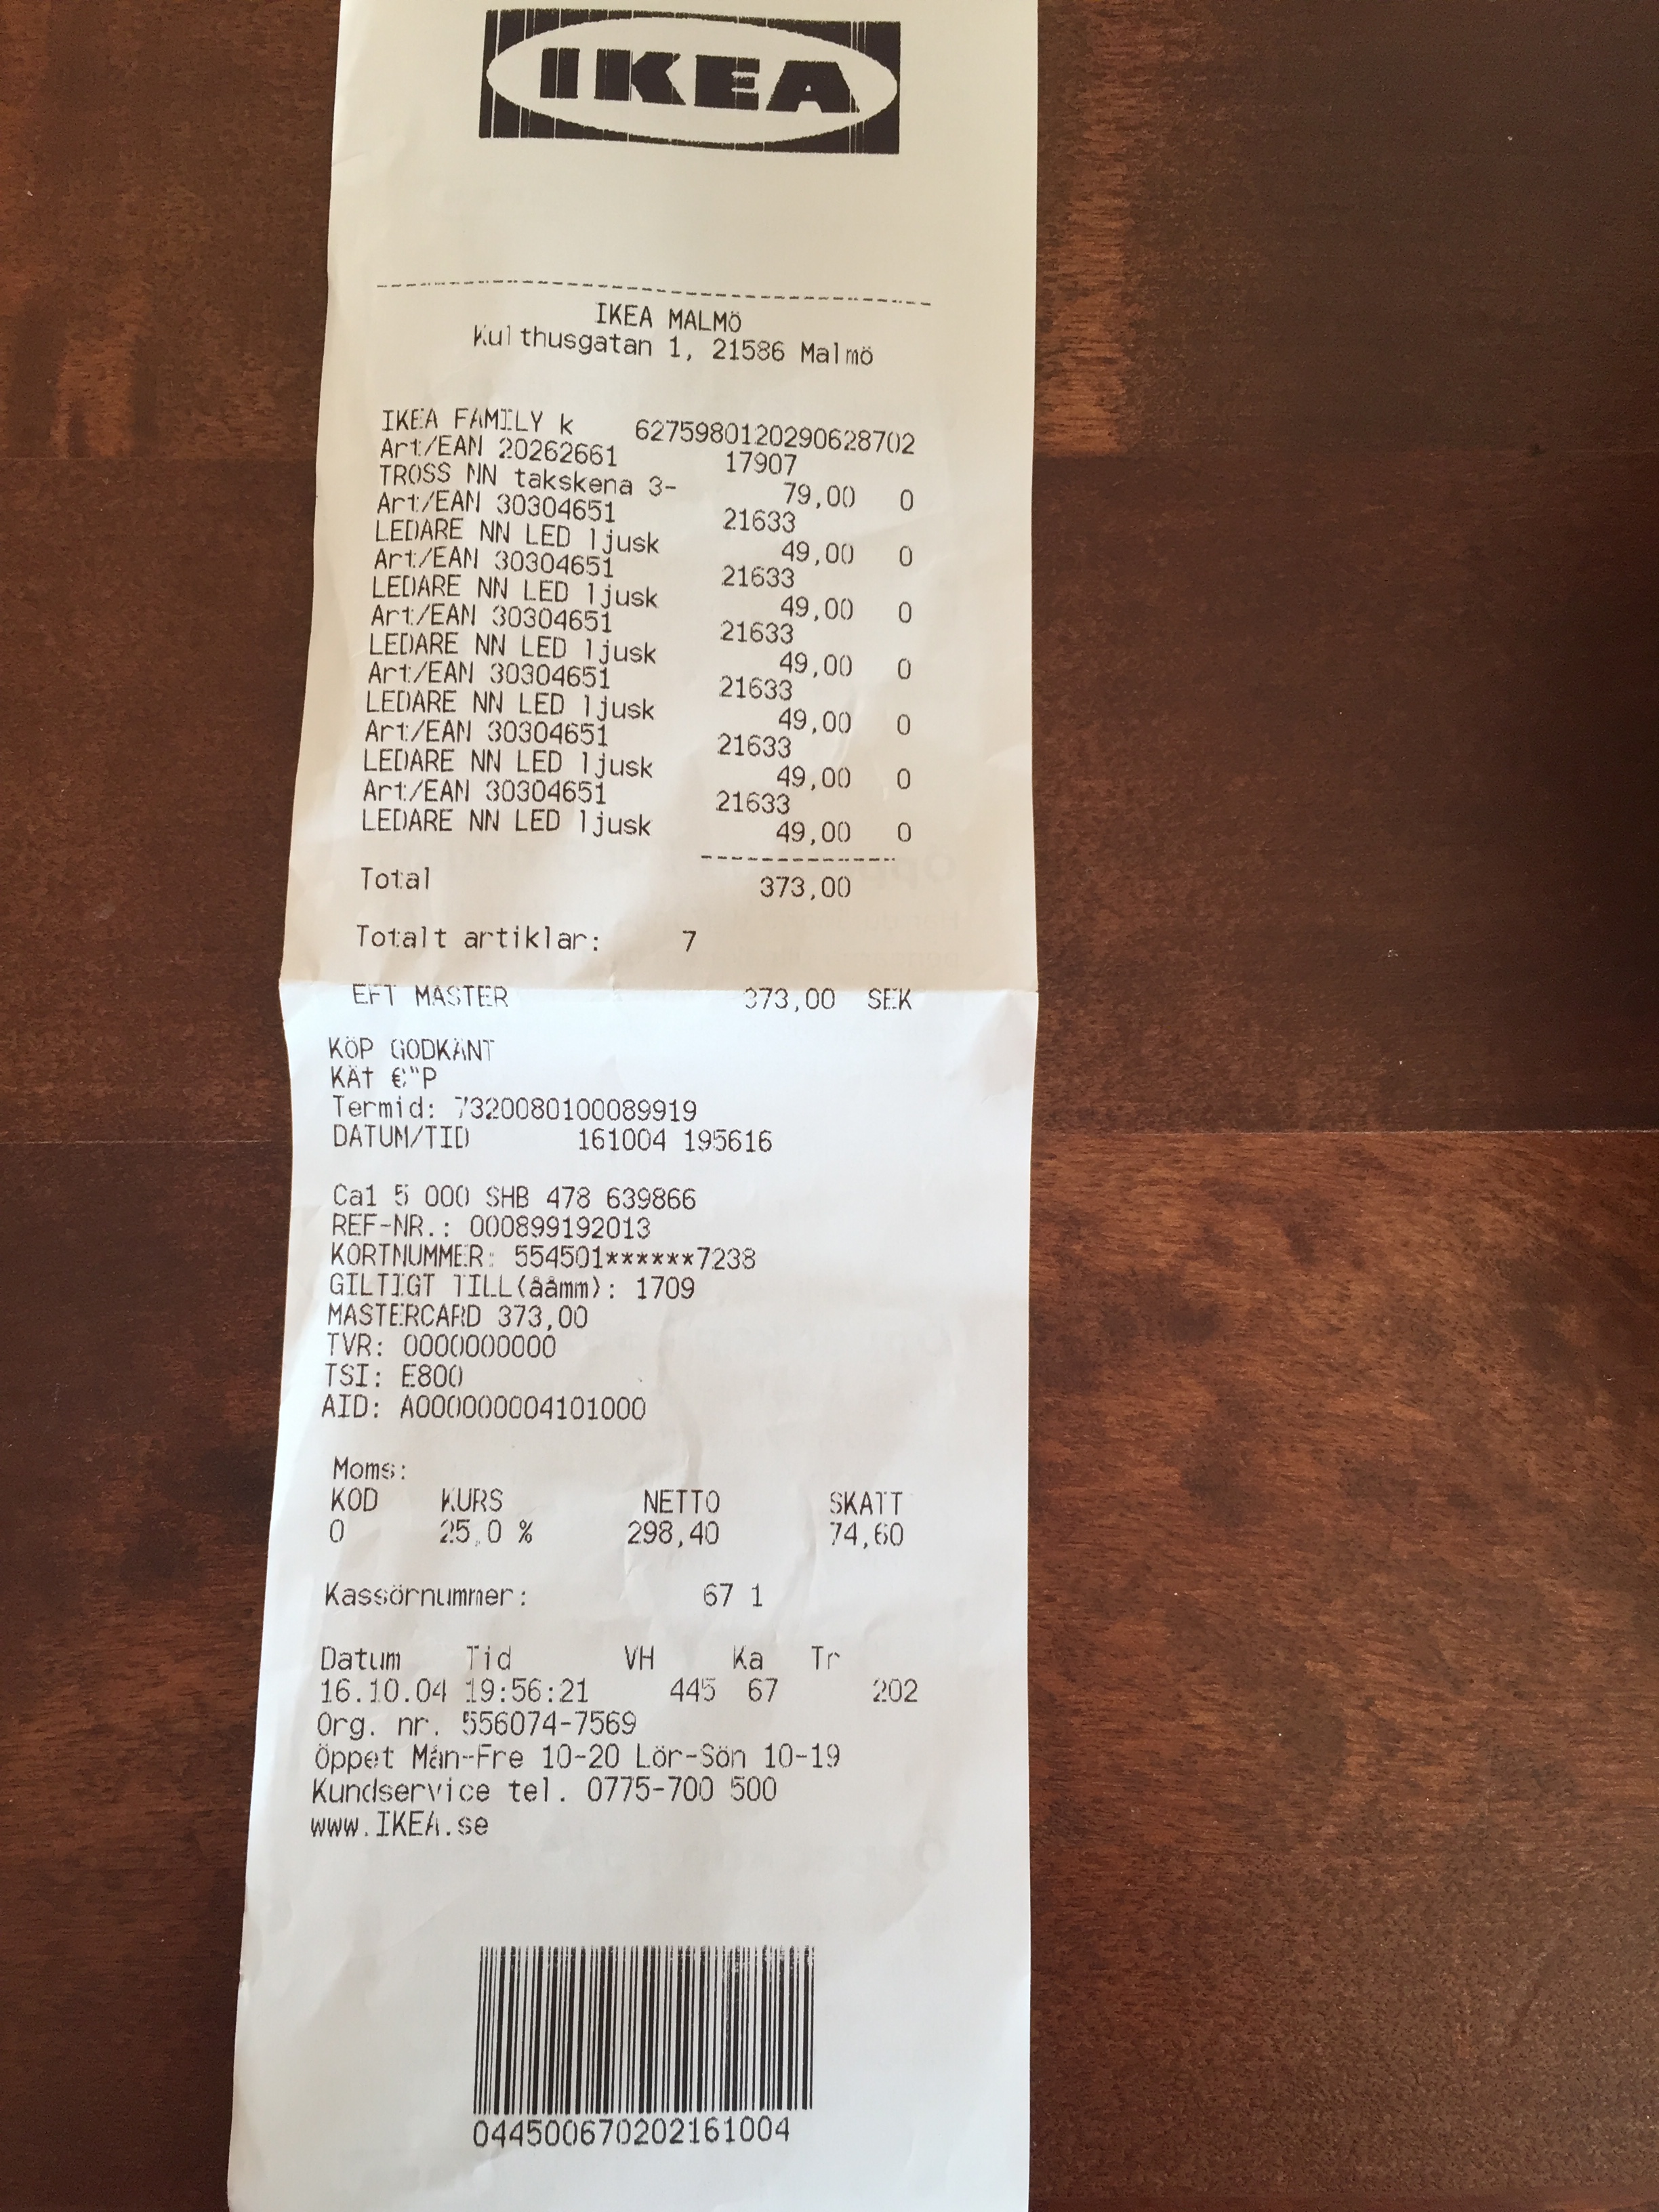 IKEA
IKEA MALMÖ
Kulthusgatan 1, 21586 Malmö
IKEA FAMILY k 6275980120290628702
Art/EAN 20262661 17907
TROSS NN takskena 3- 79,00 0
Art/EAN 30304651 21633
LEDARE NN LED ljusk 49,00 0
Art/EAN 30304651 21633
LEDARE NN LED ljusk 49,00 0
Art/EAN 30304651 21633
LEDARE NN LED ljusk 49,00 0
Art/EAN 30304651 21633
LEDARE NN LED ljusk 49,00 0
Art/EAN 30304651 21633
LEDARE NN LED ljusk 49,00 0
Art/EAN 30304651 21633
LEDARE NN LED ljusk 49,00 0
Total 373,00
Totalt artiklar: 7
EFT MASTER 373,00 SEK
KÖP GODKÄNT
KÄT €"P
Termid: 7320080100089919
DATUM/TID 161004 195616
Ca1 5 000 SHB 478 639866
REF-NR.: 000899192013
KORTNUMMER: 554501******7238
GILTIGT TILL(ååmm): 1709
MASTERCARD 373,00
TVR: 0000000000
TSI: E800
AID: A000000004101000
Moms:
KOD KURS NETTO SKATT
0 25,0 % 298,40 74,60
Kassörnummer: 67 1
Datum Tid VH Ka Tr
16.10.04 19:56:21 445 67 202
Org. nr. 556074-7569
Öppet Mån-Fre 10-20 Lör-Sön 10-19
Kundservice tel. 0775-700 500
www.IKEA.se
044500670202161004